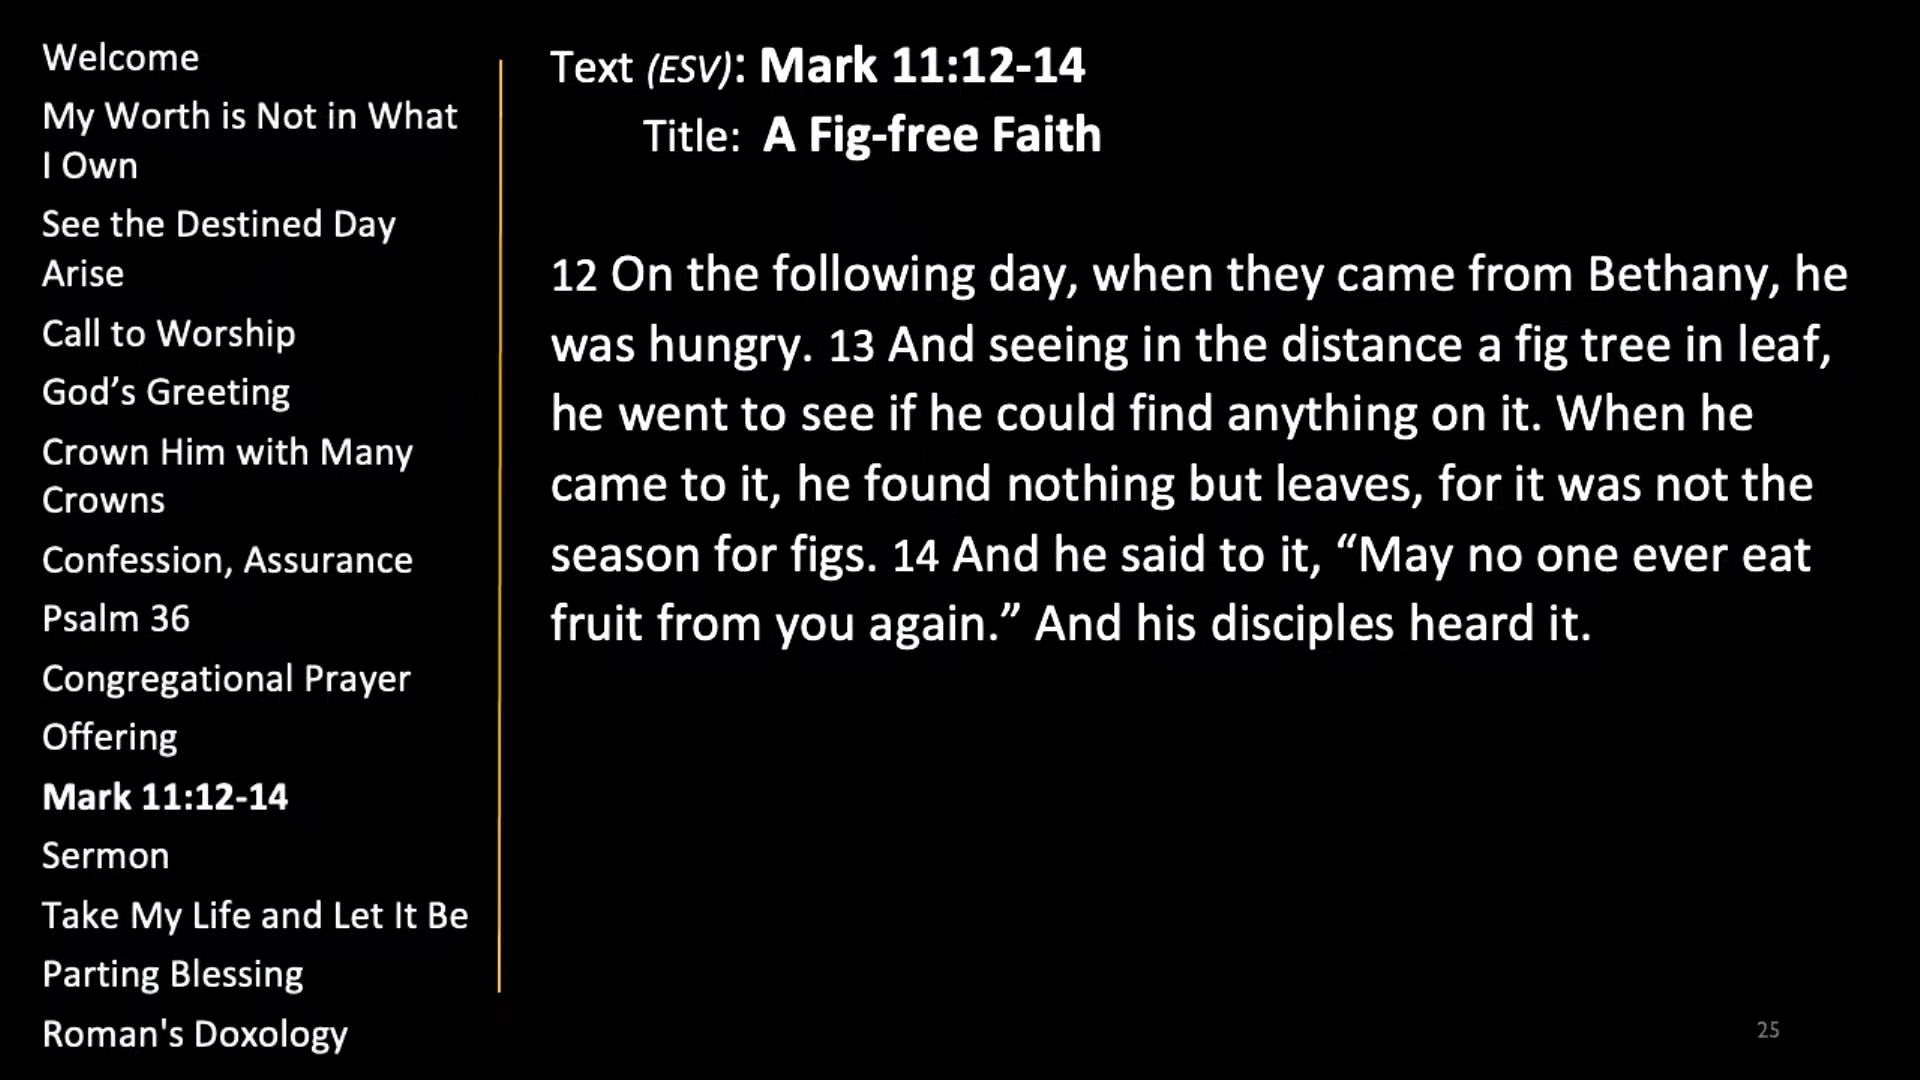 Welcome
My Worth is Not in What
I Own
See the Destined Day
Arise
Call to Worship
God’s Greeting
Crown Him with Many
Crowns
Confession, Assurance
Psalm 36
Congregational Prayer
Offering
Mark 11:12-14
Sermon
Take My Life and Let It Be
Parting Blessing
Roman's Doxology
Text (ESV): Mark 11:12-14
Title: A Fig-free Faith
12 On the following day, when they came from Bethany, he
was hungry. 13 And seeing in the distance a fig tree in leaf,
he went to see if he could find anything on it. When he
came to it, he found nothing but leaves, for it was not the
season for figs. 14 And he said to it, “May no one ever eat
fruit from you again.” And his disciples heard it.
25